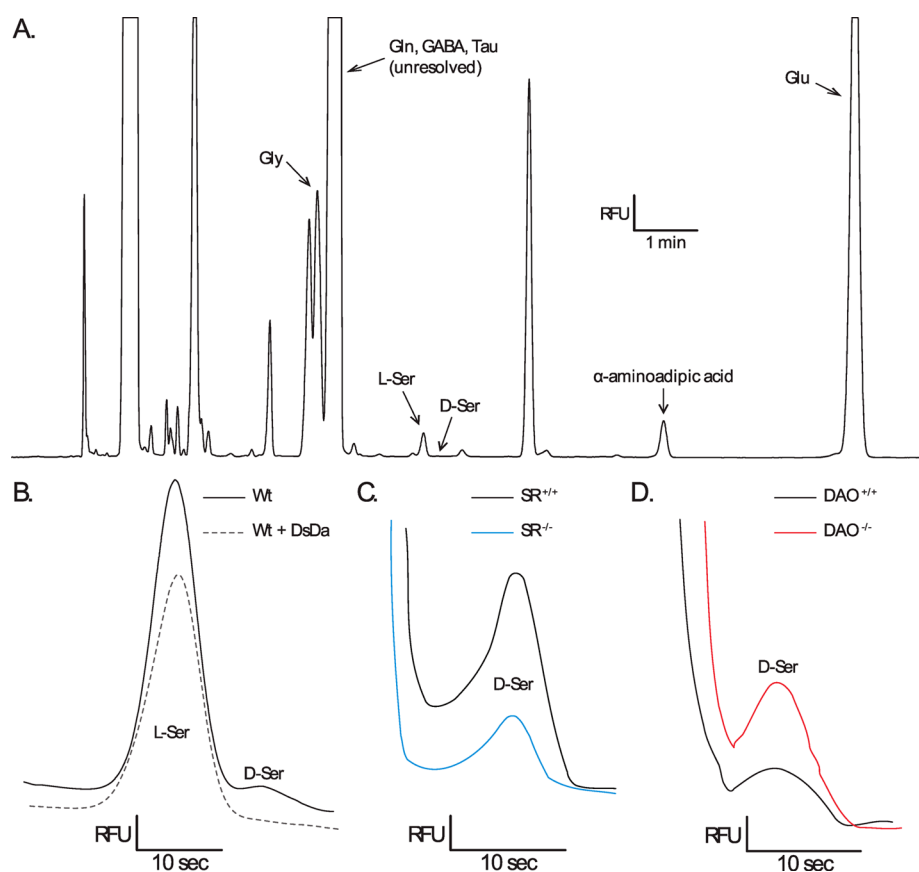 A.
Gln, GABA, Tau
(unresolved)
Glu
Gly
RFU
1 min
L-Ser
D-Ser
α-aminoadipic acid
B.
Wt
Wt + DsDa
L-Ser
D-Ser
RFU
10 sec
C.
SR+/+
SR-/-
D-Ser
RFU
10 sec
D.
DAO+/+
DAO-/-
D-Ser
RFU
10 sec